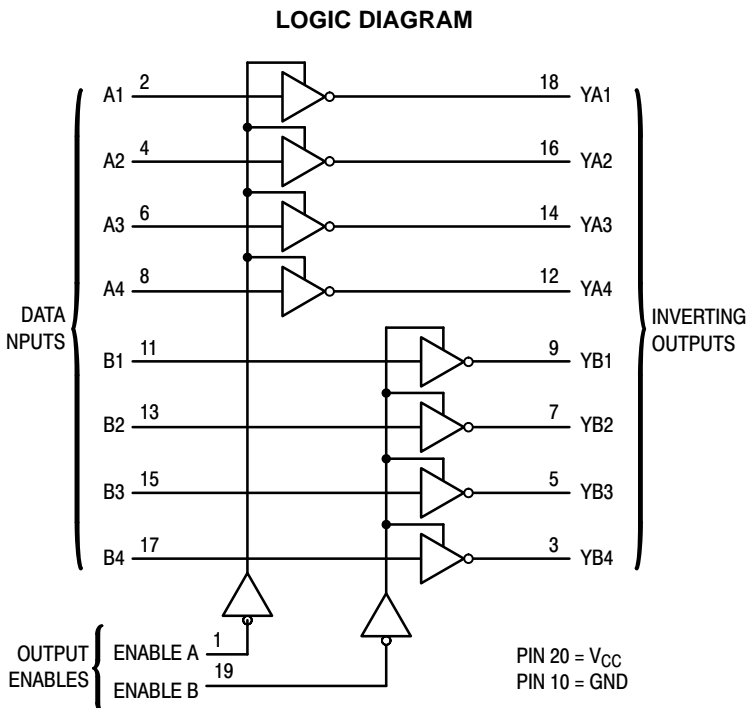 LOGIC DIAGRAM
A1 2 18 YA1
A2 4 16 YA2
A3 6 14 YA3
A4 8 12 YA4
DATA
NPUTS
INVERTING
OUTPUTS
B1 11 9 YB1
B2 13 7 YB2
B3 15 5 YB3
B4 17 3 YB4
OUTPUT
ENABLES
ENABLE A 1
ENABLE B 19
PIN 20 = VCC
PIN 10 = GND